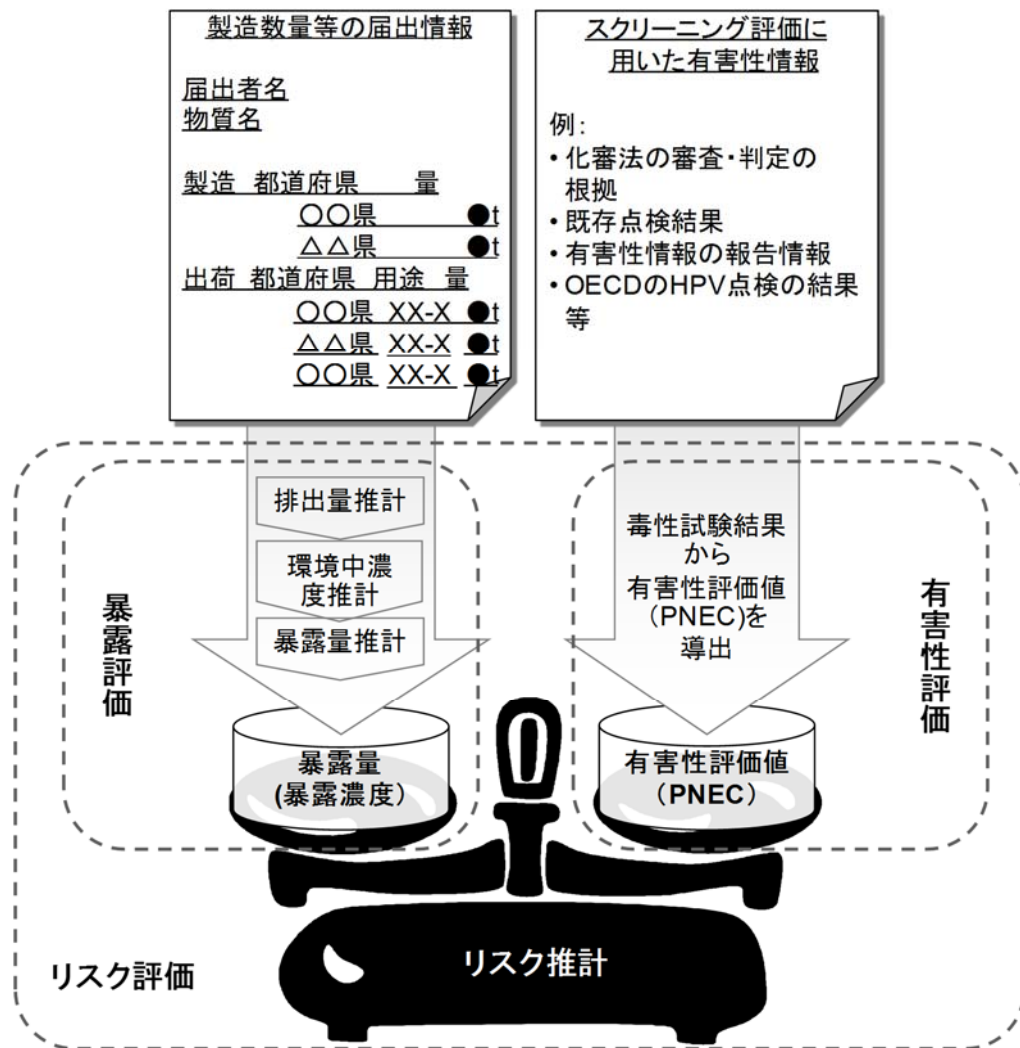 製造数量等の届出情報
届出者名
物質名
製造 都道府県 量
〇〇県 ●t
△△県 ●t
出荷 都道府県 用途 量
〇〇県 XX-X ●t
△△県 XX-X ●t
〇〇県 XX-X ●t
スクリーニング評価に
用いた有害性情報
例：
・化審法の審査・判定の
根拠
・既存点検結果
・有害性情報の報告情報
・OECDのHPV点検の結果
等
暴露評価
排出量推計
環境中濃
度推計
暴露量推計
毒性試験結果
から
有害性評価値
（PNEC)を
導出
有害性評価
暴露量
(暴露濃度）
有害性評価値
（PNEC）
リスク評価
リスク推計